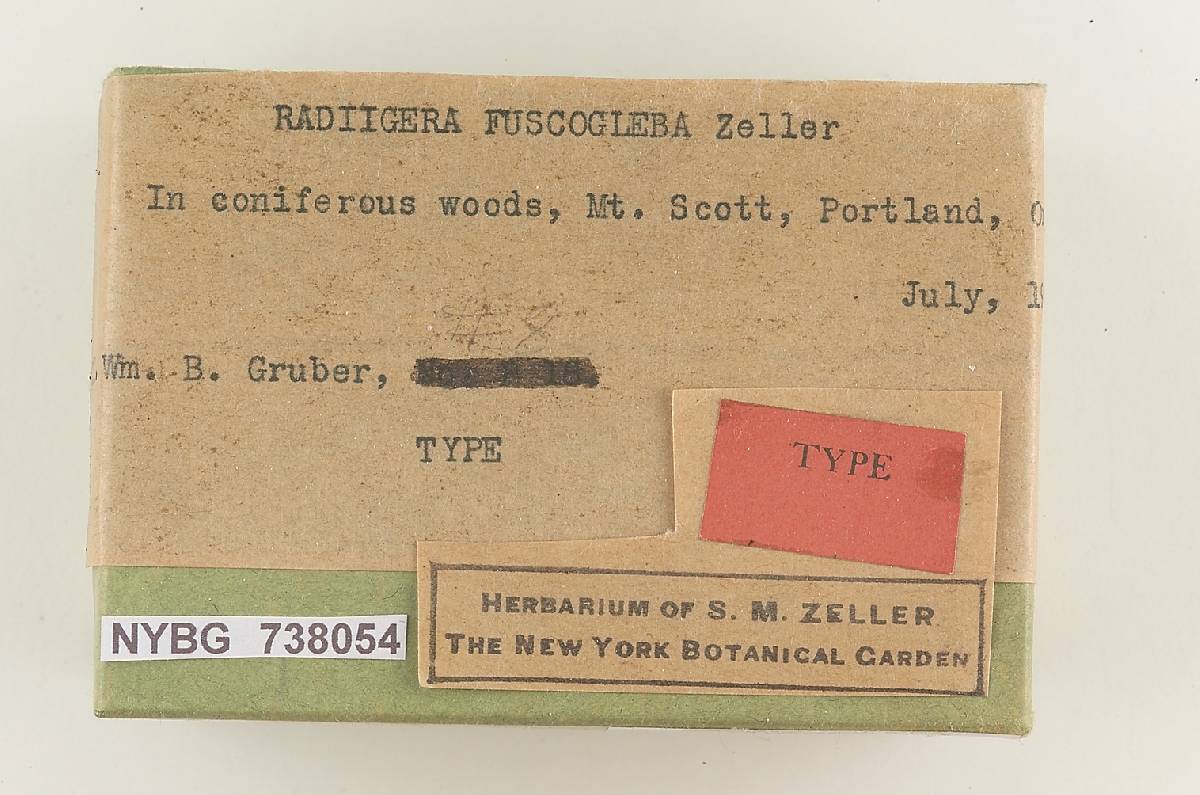 RADIIGERA FUSCOGLEBA Zeller
In coniferous woods, Mt. Scott, Portland,
July, 1
Wm. B. Gruber,
TYPE
TYPE
HERBARIUM OF S. M. ZELLER
THE NEW YORK BOTANICAL GARDEN
NYBG 738054